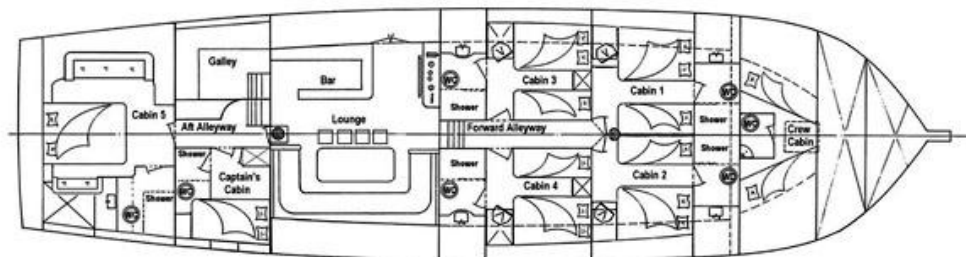 Galley
Bar
WC
Cabin 3
Cabin 1
WC
Shower
Shower
Cabin 5
Aft Alleyway
Lounge
Forward Alleyway
WC
Crew
Cabin
Shower
Captain's
Cabin
Shower
Shower
WC
Shower
WC
Cabin 4
Cabin 2
WC
WC